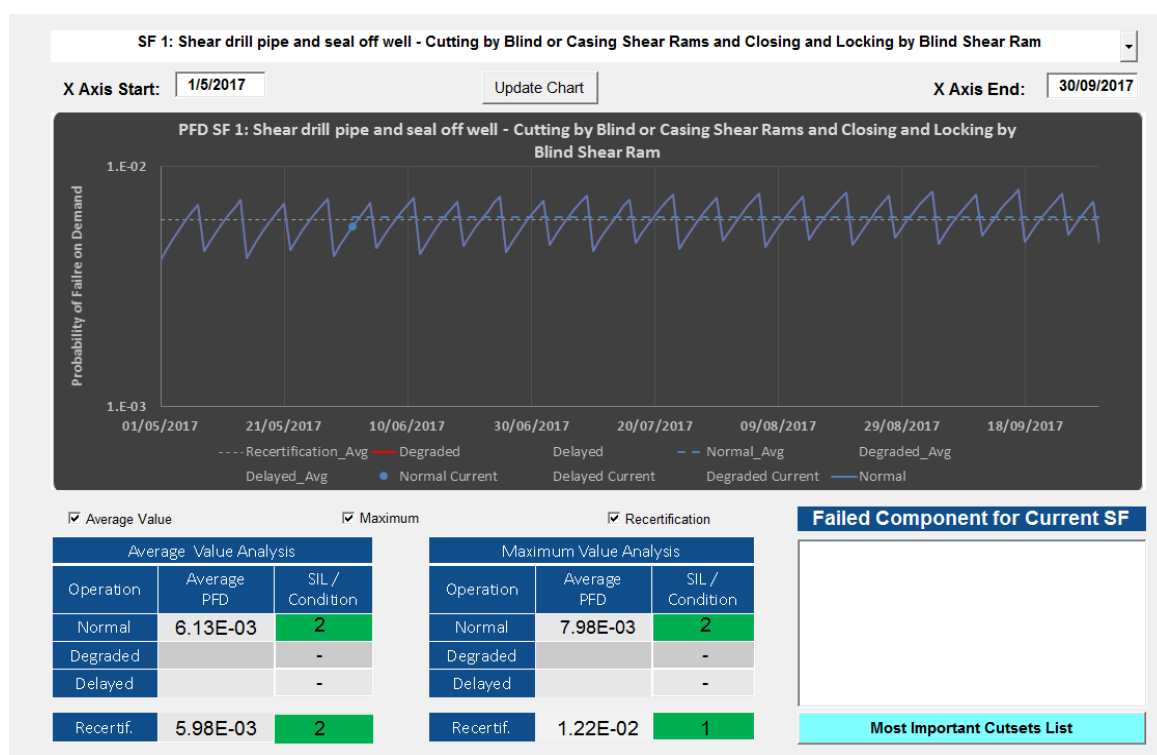 SF 1: Shear drill pipe and seal off well - Cutting by Blind or Casing Shear Rams and Closing and Locking by Blind Shear Ram
X Axis Start: 1/5/2017 Update Chart X Axis End: 30/09/2017
PFD SF 1: Shear drill pipe and seal off well - Cutting by Blind or Casing Shear Rams and Closing and Locking by
Blind Shear Ram
1.E-02
Probability of Failre on Demand
1.E-03
01/05/2017 21/05/2017 10/06/2017 30/06/2017 20/07/2017 09/08/2017 29/08/2017 18/09/2017
Recertification_Avg Degraded Delayed Normal_Avg Degraded_Avg
Delayed_Avg Normal Current Delayed Current Degraded Current Normal
Average Value Maximum Recertification
Failed Component for Current SF
Average Value Analysis
Operation Average PFD SIL / Condition
Normal 6.13E-03 2
Degraded -
Delayed -
Recertif. 5.98E-03 2
Maximum Value Analysis
Operation Average PFD SIL / Condition
Normal 7.98E-03 2
Degraded -
Delayed -
Recertif. 1.22E-02 1
Most Important Cutsets List